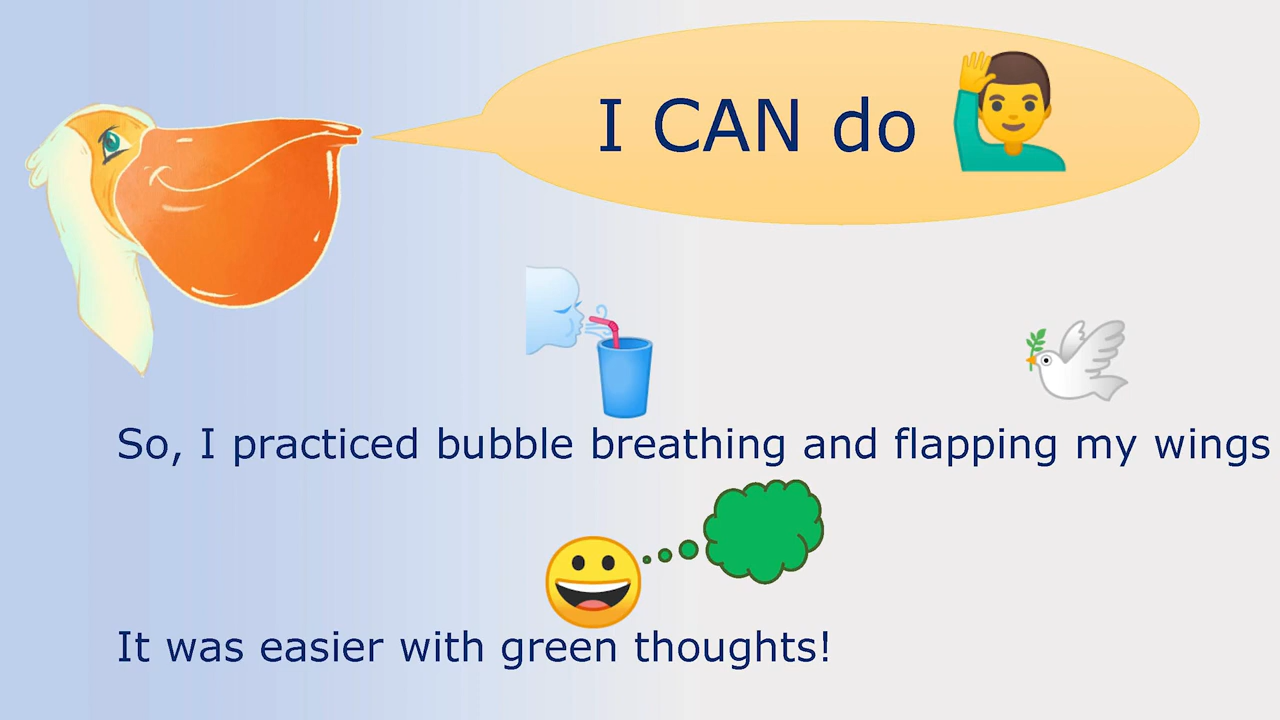 I CAN do
So, I practiced bubble breathing and flapping my wings
It was easier with green thoughts!